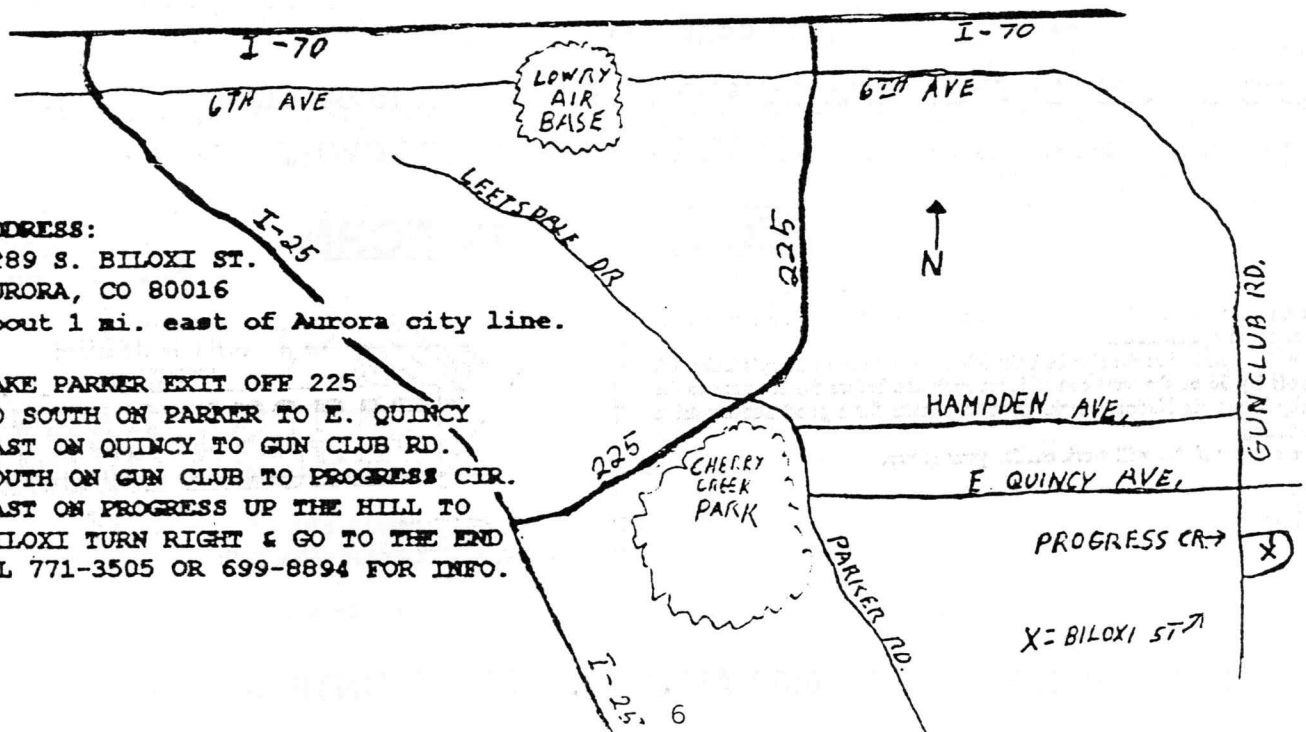 I-70
I-70
6TH AVE
LOWRY
AIR
BASE
6TH AVE
LEETSDALE DR
I-25
225
N
GUN CLUB RD.
DDRESS:
289 S. BILOXI ST.
URORA, CO 80016
bout 1 mi. east of Aurora city line.
AKE PARKER EXIT OFF 225
O SOUTH ON PARKER TO E. QUINCY
AST ON QUINCY TO GUN CLUB RD.
OUTH ON GUN CLUB TO PROGRESS CIR.
AST ON PROGRESS UP THE HILL TO
ILOXI TURN RIGHT & GO TO THE END
L 771-3505 OR 699-8894 FOR INFO.
HAMPDEN AVE,
225
CHERRY
CREEK
PARK
E. QUINCY AVE,
PROGRESS CR→
X
PARKER RD.
X= BILOXI ST↗
I-25
6